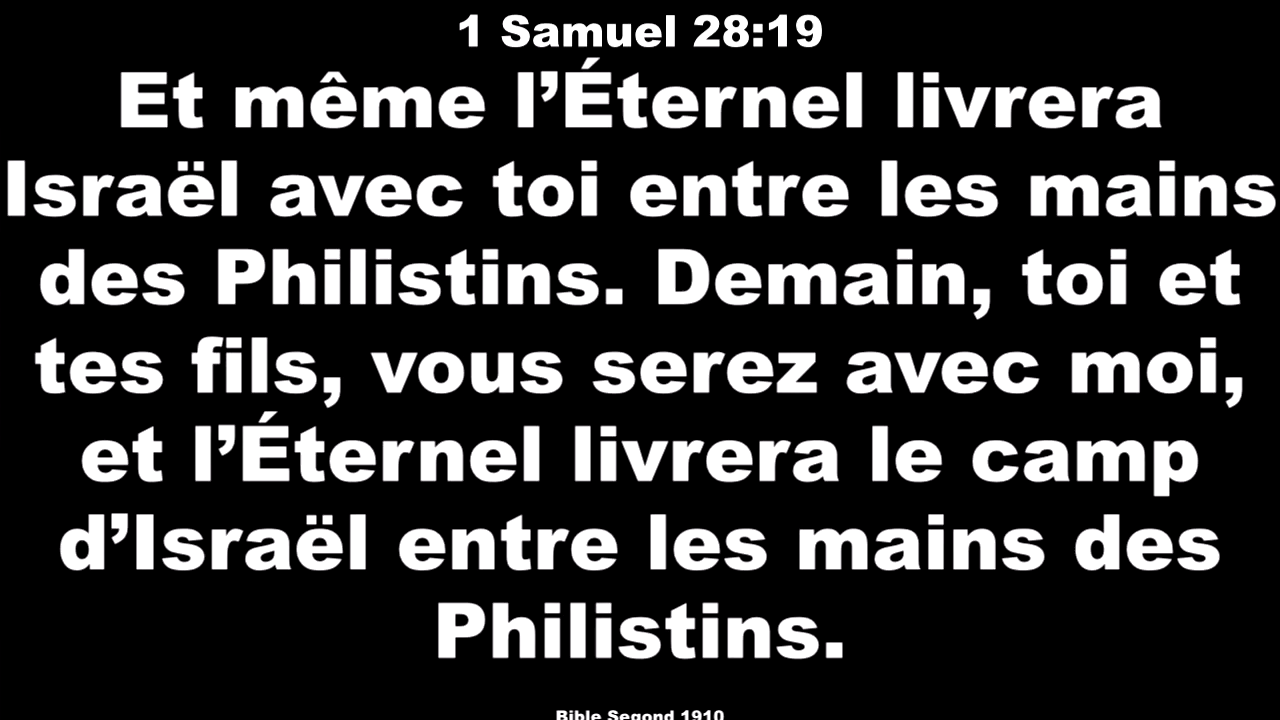 1 Samuel 28:19
Et même l’Éternel livrera
Israël avec toi entre les mains
des Philistins. Demain, toi et
tes fils, vous serez avec moi,
et l’Éternel livrera le camp
d’Israël entre les mains des
Philistins.
Bible Segond 1910